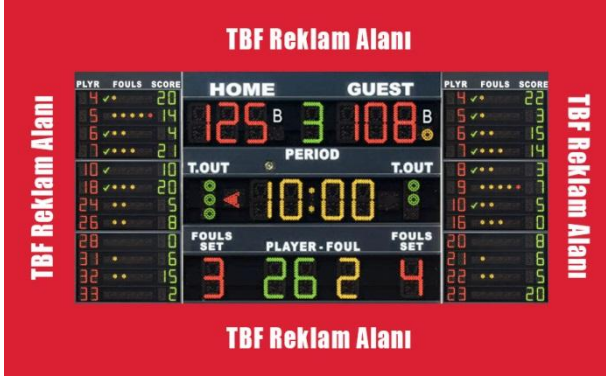 TBF Reklam Alanı
TBF Reklam Alanı
PLYR FOULS SCORE
4 20
5 14
6 4
7 21
10 10
18 20
24 5
26 8
28 0
31 6
32 15
33 2
HOME GUEST
125 B 3 108 B
PERIOD
T.OUT T.OUT
10:00
FOULS SET PLAYER-FOUL FOULS SET
3 26 2 4
PLYR FOULS SCORE
4 22
5 3
6 15
7 14
8 3
9 7
10 5
16 0
20 8
21 6
22 5
23 20
TBF Reklam Alanı
TBF Reklam Alanı